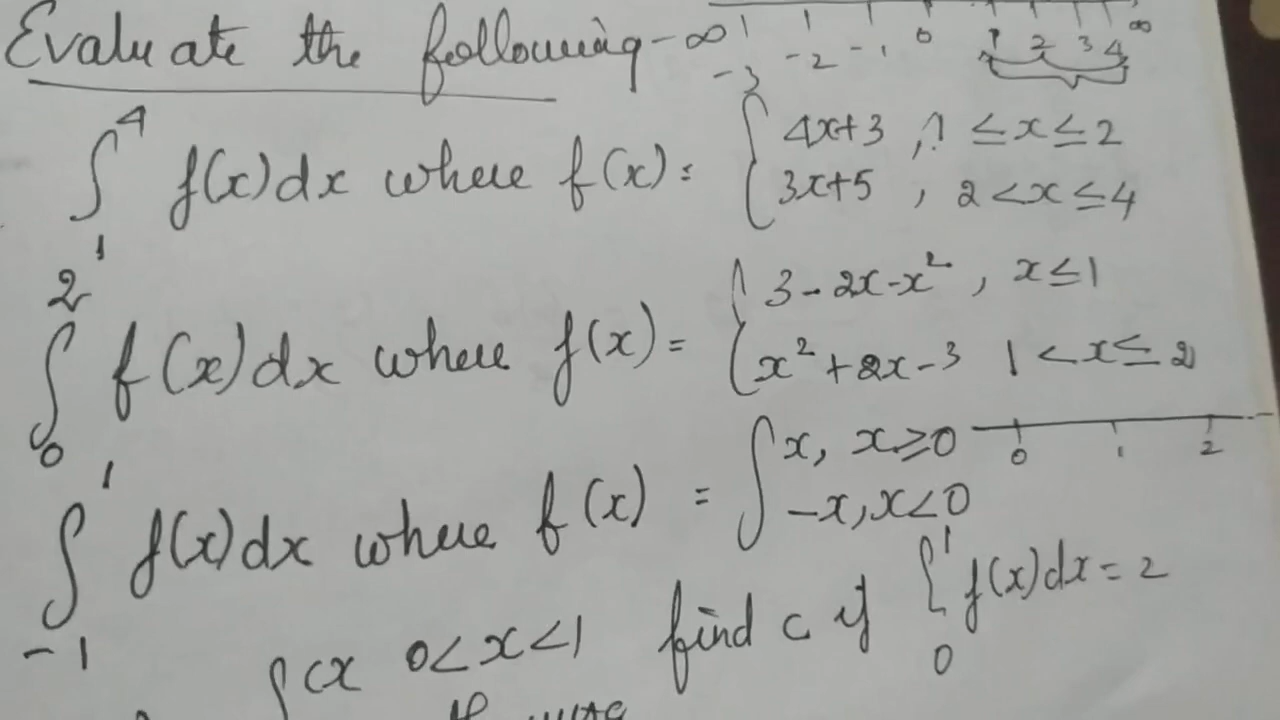 Evaluate the following -∞ -3 -2 -1 0 1 2 3 4 ∞
∫₁⁴ f(x)dx where f(x) = { 4x+3 , 1 ≤ x ≤ 2
3x+5 , 2 < x ≤ 4
∫₀² f(x)dx where f(x) = { 3-2x-x² , x ≤ 1
x²+2x-3 1 < x ≤ 2
0 1 2
∫₋₁¹ f(x)dx where f(x) = { x, x ≥ 0
-x, x < 0
{ cx 0 < x < 1 find c if ∫₀¹ f(x)dx = 2